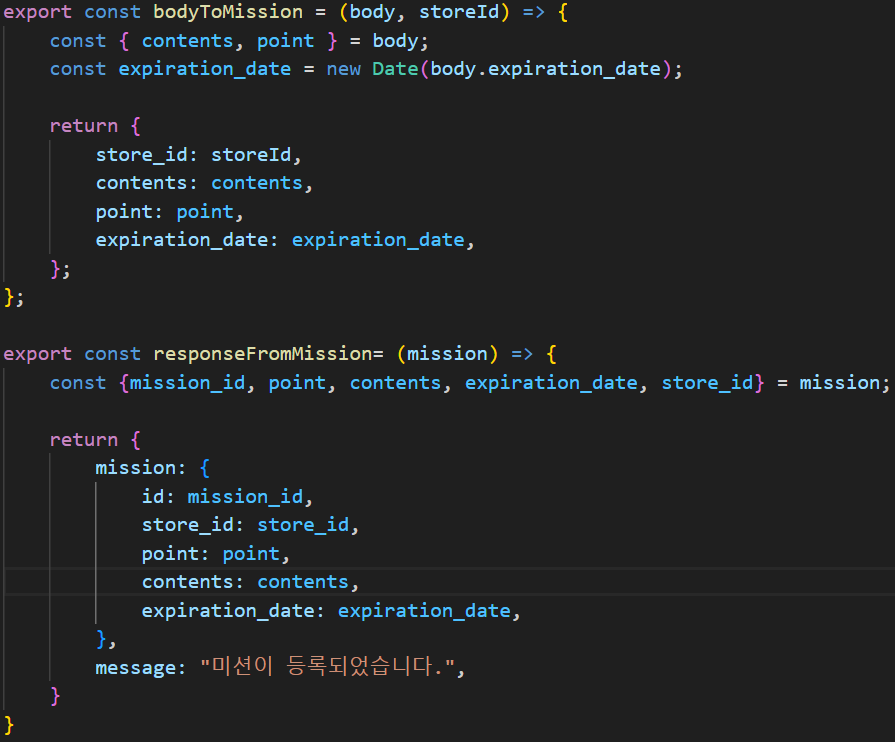 export const bodyToMission = (body, storeId) => {
    const { contents, point } = body;
    const expiration_date = new Date(body.expiration_date);

    return {
        store_id: storeId,
        contents: contents,
        point: point,
        expiration_date: expiration_date,
    };
};

export const responseFromMission= (mission) => {
    const {mission_id, point, contents, expiration_date, store_id} = mission;

    return {
        mission: {
            id: mission_id,
            store_id: store_id,
            point: point,
            contents: contents,
            expiration_date: expiration_date,
        },
        message: "미션이 등록되었습니다.",
    }
}